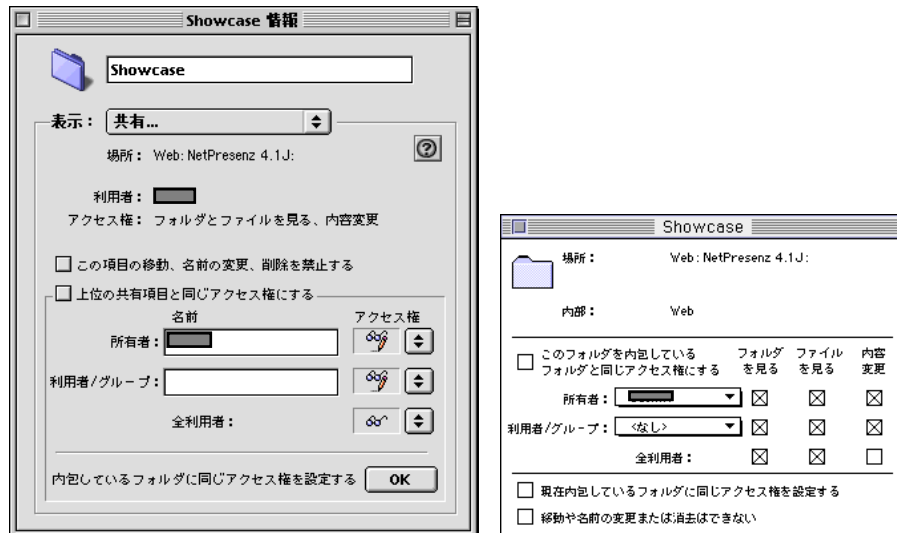 Showcase 情報
Showcase
表示： 共有...
場所： Web: NetPresenz 4.1J:
利用者：
アクセス権： フォルダとファイルを見る、内容変更
この項目の移動、名前の変更、削除を禁止する
上位の共有項目と同じアクセス権にする
名前 アクセス権
所有者：
利用者/グループ：
全利用者：
内包しているフォルダに同じアクセス権を設定する OK
Showcase
場所： Web: NetPresenz 4.1J:
内部： Web
このフォルダを内包している フォルダ ファイル 内容
フォルダと同じアクセス権にする を見る を見る 変更
所有者：
利用者/グループ： <なし>
全利用者：
現在内包しているフォルダに同じアクセス権を設定する
移動や名前の変更または消去はできない